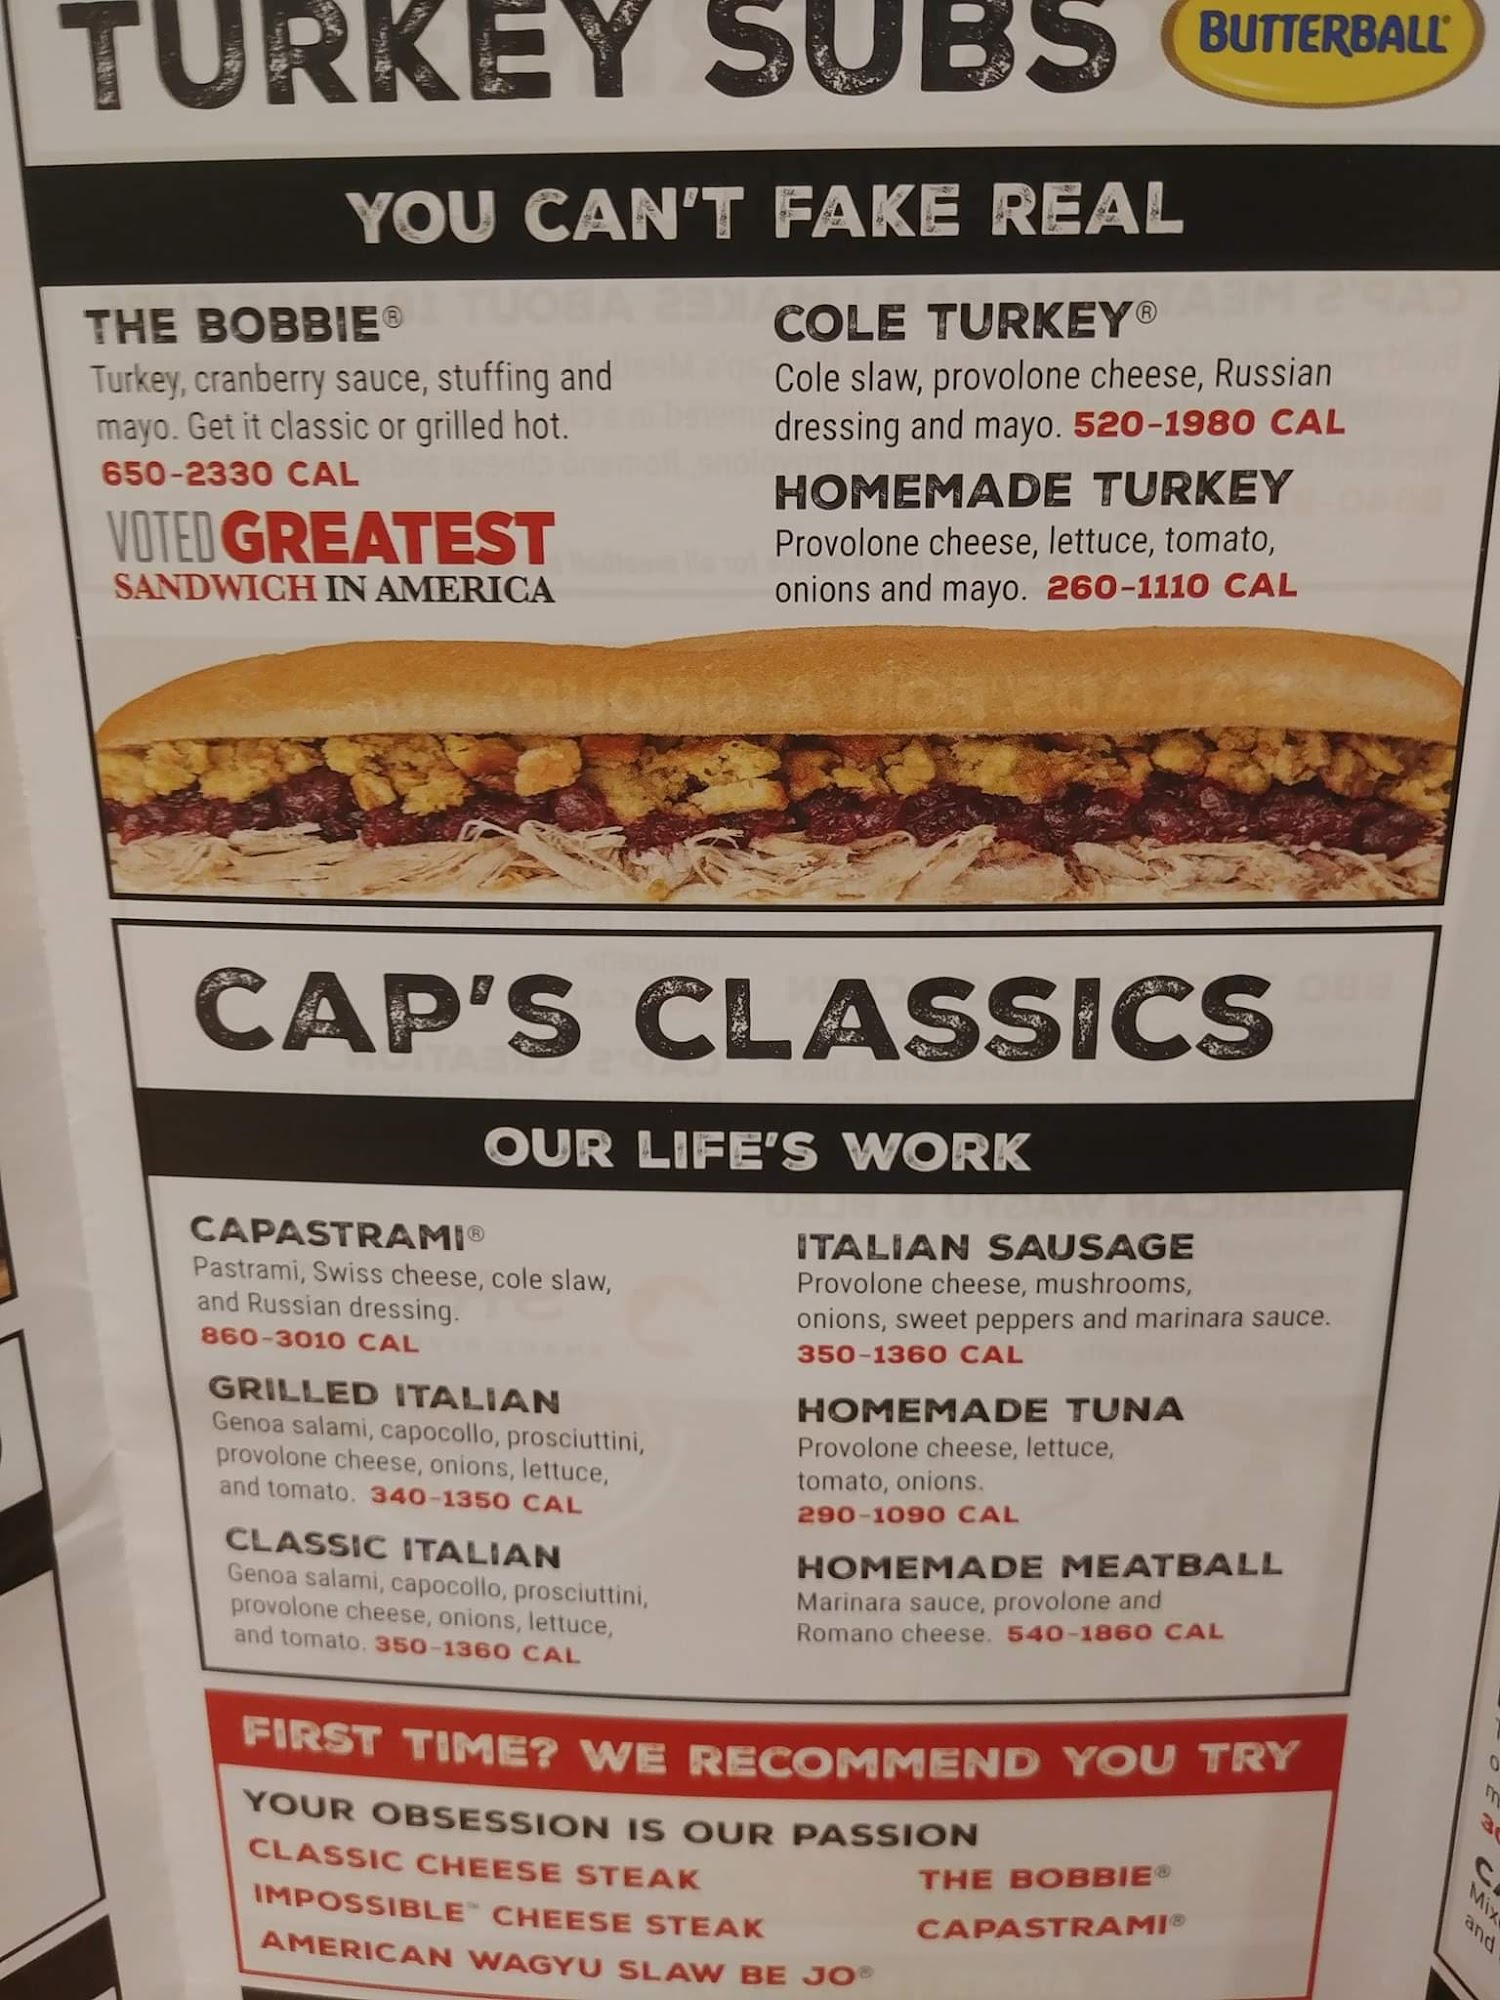 TURKEY SUBS
BUTTERBALL®
YOU CAN'T FAKE REAL
THE BOBBIE®
Turkey, cranberry sauce, stuffing and
mayo. Get it classic or grilled hot.
650-2330 CAL
VOTED GREATEST
SANDWICH IN AMERICA
COLE TURKEY®
Cole slaw, provolone cheese, Russian
dressing and mayo. 520-1980 CAL
HOMEMADE TURKEY
Provolone cheese, lettuce, tomato,
onions and mayo. 260-1110 CAL
CAP'S CLASSICS
OUR LIFE'S WORK
CAPASTRAMI®
Pastrami, Swiss cheese, cole slaw,
and Russian dressing.
860-3010 CAL
GRILLED ITALIAN
Genoa salami, capocollo, prosciuttini,
provolone cheese, onions, lettuce,
and tomato. 340-1350 CAL
CLASSIC ITALIAN
Genoa salami, capocollo, prosciuttini,
provolone cheese, onions, lettuce,
and tomato. 350-1360 CAL
ITALIAN SAUSAGE
Provolone cheese, mushrooms,
onions, sweet peppers and marinara sauce.
350-1360 CAL
HOMEMADE TUNA
Provolone cheese, lettuce,
tomato, onions.
290-1090 CAL
HOMEMADE MEATBALL
Marinara sauce, provolone and
Romano cheese. 540-1860 CAL
FIRST TIME? WE RECOMMEND YOU TRY
YOUR OBSESSION IS OUR PASSION
CLASSIC CHEESE STEAK
IMPOSSIBLE™ CHEESE STEAK
AMERICAN WAGYU SLAW BE JO®
THE BOBBIE®
CAPASTRAMI®